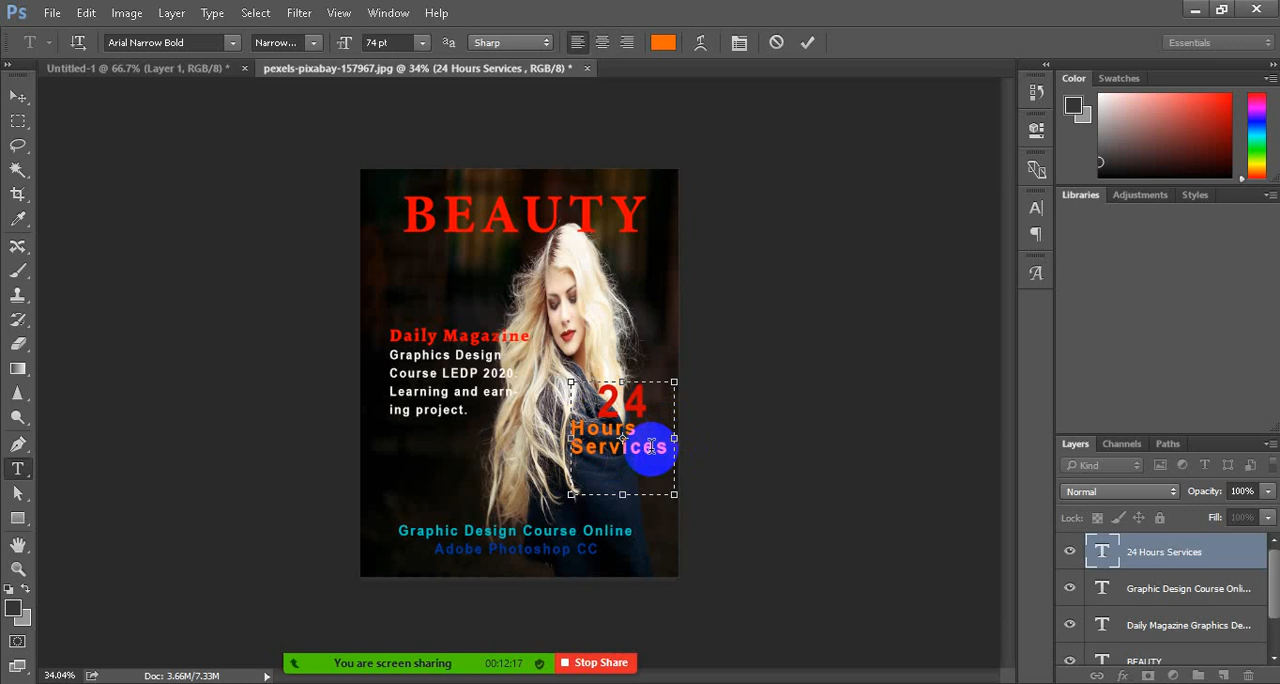 Ps File Edit Image Layer Type Select Filter View Window Help
T Arial Narrow Bold Narrow... 74 pt aa Sharp Essentials
Untitled-1 @ 66.7% (Layer 1, RGB/8) * × pexels-pixabay-157967.jpg @ 34% (24 Hours Services , RGB/8) * ×
Color Swatches
BEAUTY
Libraries Adjustments Styles
Daily Magazine
Graphics Design
Course LEDP 2020.
Learning and earn-
ing project.
24
Hours
Services
Graphic Design Course Online
Adobe Photoshop CC
Layers Channels Paths
Kind
Normal Opacity: 100%
Lock: Fill: 100%
T 24 Hours Services
T Graphic Design Course Onli...
T Daily Magazine Graphics De...
T BEAUTY
You are screen sharing 00:12:17 Stop Share
34.04% Doc: 3.66M/7.33M